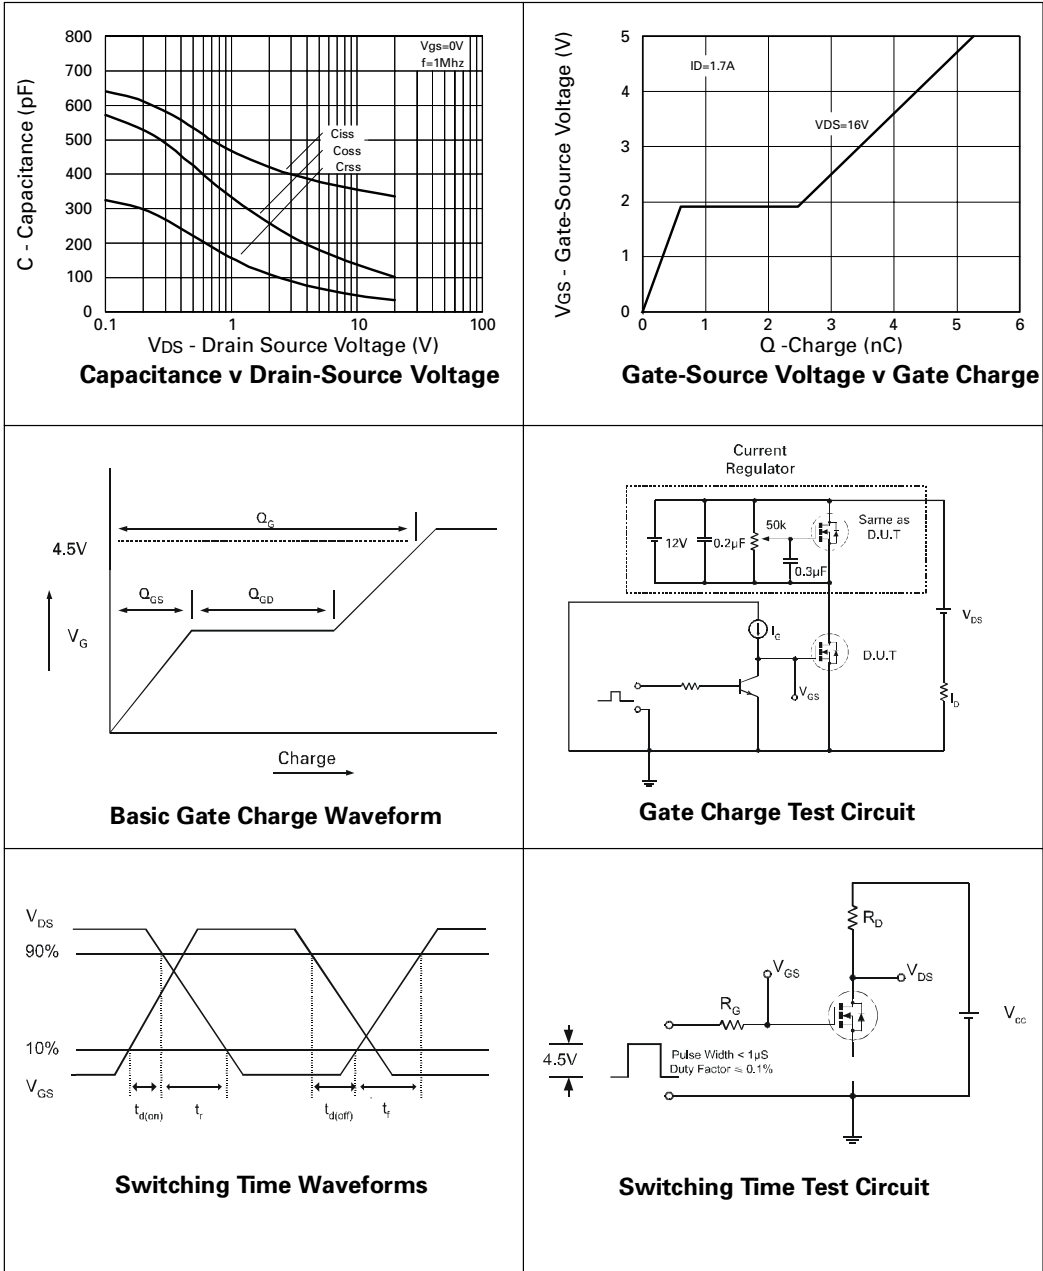 800
700
600
500
400
300
200
100
0
C - Capacitance (pF)
Vgs=0V
f=1Mhz
Ciss
Coss
Crss
0.1
1
10
100
VDS - Drain Source Voltage (V)
Capacitance v Drain-Source Voltage
5
4
3
2
1
0
VGS - Gate-Source Voltage (V)
ID=1.7A
VDS=16V
0
1
2
3
4
5
6
Q -Charge (nC)
Gate-Source Voltage v Gate Charge
QG
4.5V
QGS
QGD
VG
Charge
Basic Gate Charge Waveform
Current
Regulator
12V
0.2µF
50k
0.3µF
Same as
D.U.T
IG
VDS
D.U.T
VGS
ID
Gate Charge Test Circuit
VDS
90%
10%
VGS
td(on)
tr
td(off)
tf
Switching Time Waveforms
RD
VGS
VDS
RG
Vcc
4.5V
Pulse Width < 1µS
Duty Factor ≤ 0.1%
Switching Time Test Circuit